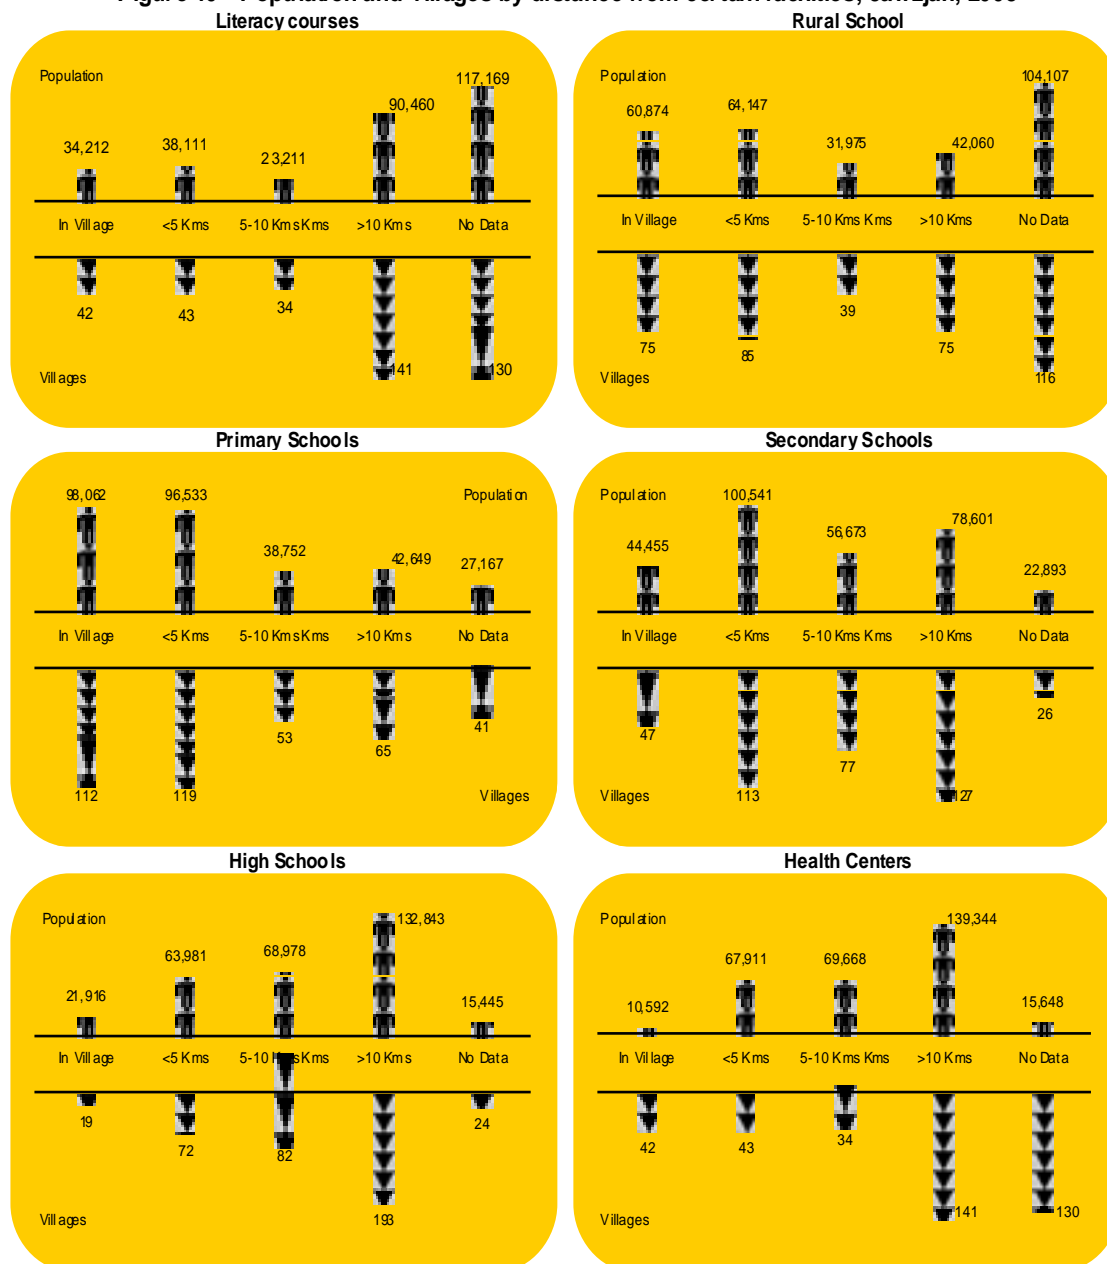 Literacy courses
Population
34,212
38,111
23,211
90,460
117,169
In Village
<5 Kms
5-10 Kms Kms
>10 Kms
No Data
42
43
34
141
130
Villages
Rural School
Population
60,874
64,147
31,975
42,060
104,107
In Village
<5 Kms
5-10 Kms Kms
>10 Kms
No Data
75
85
39
75
116
Villages
Primary Schools
Population
98,062
96,533
38,752
42,649
27,167
In Village
<5 Kms
5-10 Kms Kms
>10 Kms
No Data
112
119
53
65
41
Villages
Secondary Schools
Population
44,455
100,541
56,673
78,601
22,893
In Village
<5 Kms
5-10 Kms Kms
>10 Kms
No Data
47
113
77
127
26
Villages
High Schools
Population
21,916
63,981
68,978
132,843
15,445
In Village
<5 Kms
5-10 Kms
>10 Kms
No Data
19
72
82
193
24
Villages
Health Centers
Population
10,592
67,911
69,668
139,344
15,648
In Village
<5 Kms
5-10 Kms Kms
>10 Kms
No Data
42
43
34
141
130
Villages